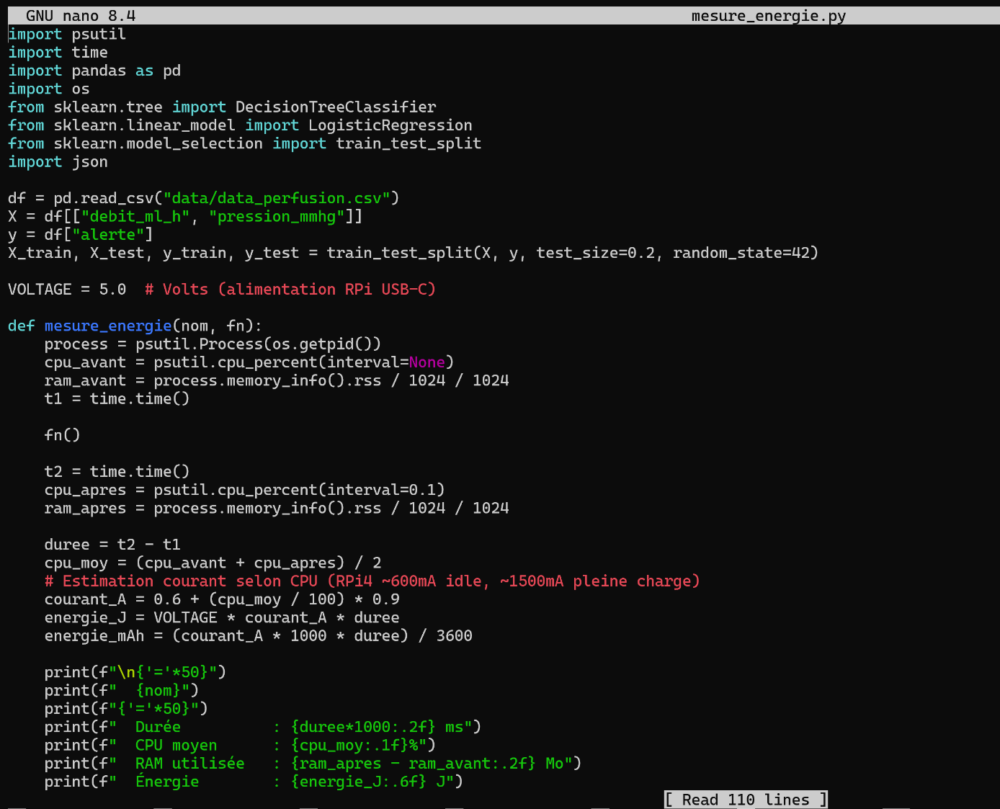 GNU nano 8.4 mesure_energie.py
import psutil
import time
import pandas as pd
import os
from sklearn.tree import DecisionTreeClassifier
from sklearn.linear_model import LogisticRegression
from sklearn.model_selection import train_test_split
import json

df = pd.read_csv("data/data_perfusion.csv")
X = df[["debit_ml_h", "pression_mmhg"]]
y = df["alerte"]
X_train, X_test, y_train, y_test = train_test_split(X, y, test_size=0.2, random_state=42)

VOLTAGE = 5.0  # Volts (alimentation RPi USB-C)

def mesure_energie(nom, fn):
    process = psutil.Process(os.getpid())
    cpu_avant = psutil.cpu_percent(interval=None)
    ram_avant = process.memory_info().rss / 1024 / 1024
    t1 = time.time()

    fn()

    t2 = time.time()
    cpu_apres = psutil.cpu_percent(interval=0.1)
    ram_apres = process.memory_info().rss / 1024 / 1024

    duree = t2 - t1
    cpu_moy = (cpu_avant + cpu_apres) / 2
    # Estimation courant selon CPU (RPi4 ~600mA idle, ~1500mA pleine charge)
    courant_A = 0.6 + (cpu_moy / 100) * 0.9
    energie_J = VOLTAGE * courant_A * duree
    energie_mAh = (courant_A * 1000 * duree) / 3600

    print(f"\n{'='*50}")
    print(f"  {nom}")
    print(f"{'='*50}")
    print(f"  Durée          : {duree*1000:.2f} ms")
    print(f"  CPU moyen      : {cpu_moy:.1f}%")
    print(f"  RAM utilisée   : {ram_apres - ram_avant:.2f} Mo")
    print(f"  Énergie        : {energie_J:.6f} J")
[ Read 110 lines ]